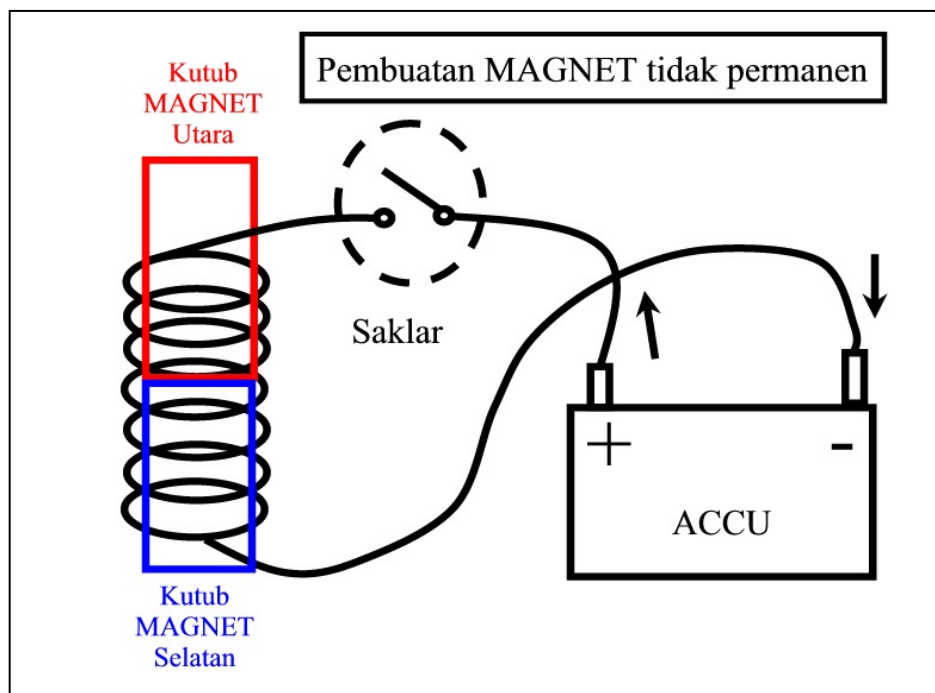 Pembuatan MAGNET tidak permanen
Kutub
MAGNET
Utara
Saklar
+ -
ACCU
Kutub
MAGNET
Selatan